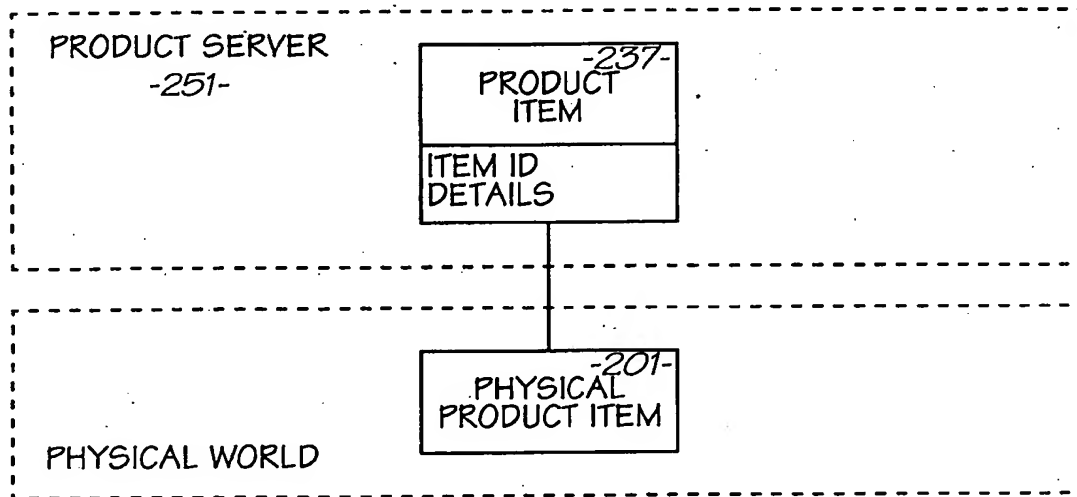 PRODUCT SERVER
-251-
-237-
PRODUCT
ITEM
ITEM ID
DETAILS
-201-
PHYSICAL
PRODUCT ITEM
PHYSICAL WORLD